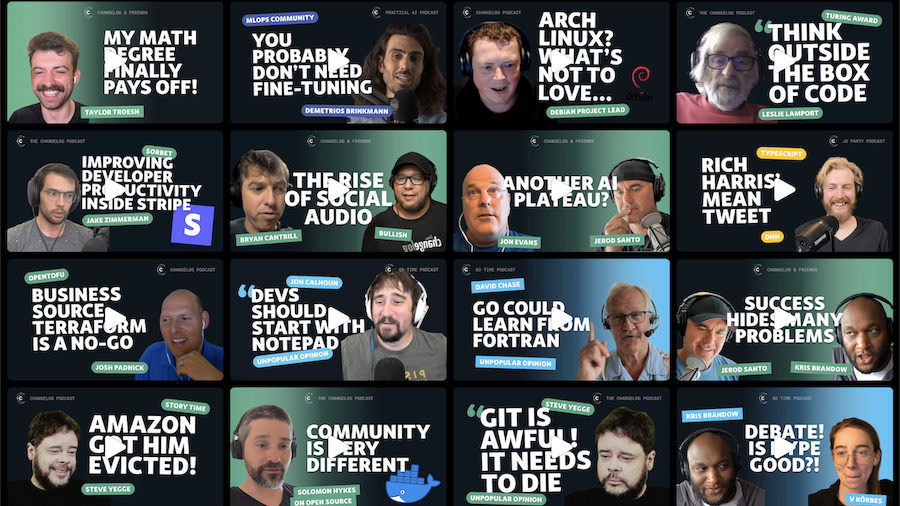 CHANGELOG & FRIENDS
MY MATH
DEGREE
FINALLY
PAYS OFF!
TAYLOR TROESH
MLOPS COMMUNITY
PRACTICAL AI PODCAST
YOU
PROBABLY
DON'T NEED
FINE-TUNING
DEMETRIOS BRINKMANN
CHANGELOG & FRIENDS
ARCH
LINUX?
WHAT'S
NOT TO
LOVE...
debian
DEBIAN PROJECT LEAD
TURING AWARD
“THINK
OUTSIDE
THE BOX
OF CODE
LESLIE LAMPORT
THE CHANGELOG PODCAST
SORBET
IMPROVING
DEVELOPER
PRODUCTIVITY
INSIDE STRIPE
JAKE ZIMMERMAN
S
CHANGELOG & FRIENDS
THE RISE
OF SOCIAL
AUDIO
BRYAN CANTRILL
BULLISH
changelog
CHANGELOG & FRIENDS
ANOTHER AI
PLATEAU?
JON EVANS
JEROD SANTO
JS PARTY PODCAST
TYPESCRIPT
RICH
HARRIS'
MEAN
TWEET
DHH
CHANGELOG PODCAST
OPENTOFU
BUSINESS
SOURCE
TERRAFORM
IS A NO-GO
JOSH PADNICK
GO TIME PODCAST
JON CALHOUN
“DEVS
SHOULD
START WITH
NOTEPAD
UNPOPULAR OPINION
GO TIME PODCAST
DAVID CHASE
GO COULD
LEARN FROM
FORTRAN
UNPOPULAR OPINION
CHANGELOG & FRIENDS
SUCCESS
HIDES MANY
PROBLEMS
JEROD SANTO
KRIS BRANDOW
THE CHANGELOG PODCAST
STORY TIME
AMAZON
GOT HIM
EVICTED!
STEVE YEGGE
THE CHANGELOG PODCAST
COMMUNITY
IS VERY
DIFFERENT
SOLOMON HYKES
ON OPEN SOURCE
THE CHANGELOG PODCAST
STEVE YEGGE
“GIT IS
AWFUL!
IT NEEDS
TO DIE
UNPOPULAR OPINION
GO TIME PODCAST
KRIS BRANDOW
DEBATE!
IS HYPE
GOOD?!
V KÖRBES